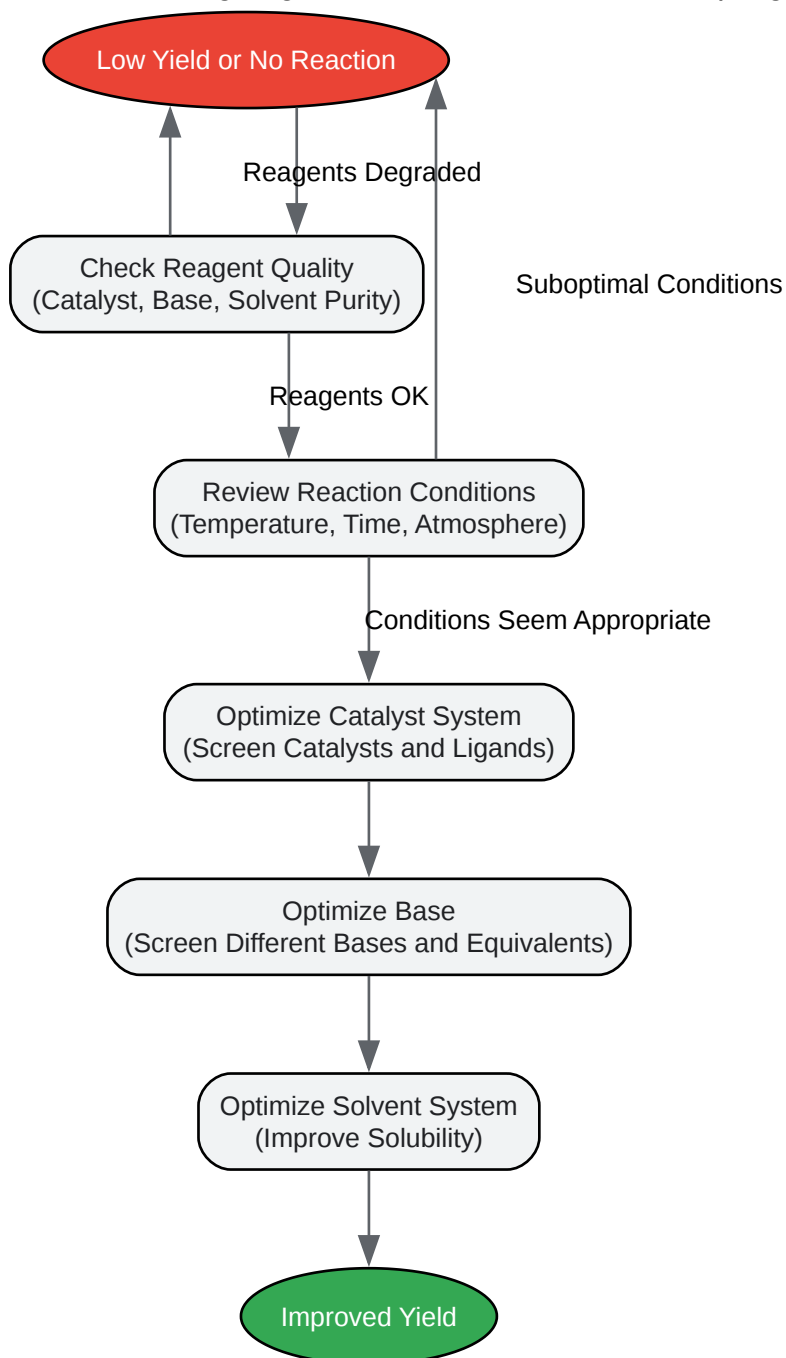 Low Yield or No Reaction
Reagents Degraded
Check Reagent Quality
(Catalyst, Base, Solvent Purity)
Suboptimal Conditions
Reagents OK
Review Reaction Conditions
(Temperature, Time, Atmosphere)
Conditions Seem Appropriate
Optimize Catalyst System
(Screen Catalysts and Ligands)
Optimize Base
(Screen Different Bases and Equivalents)
Optimize Solvent System
(Improve Solubility)
Improved Yield